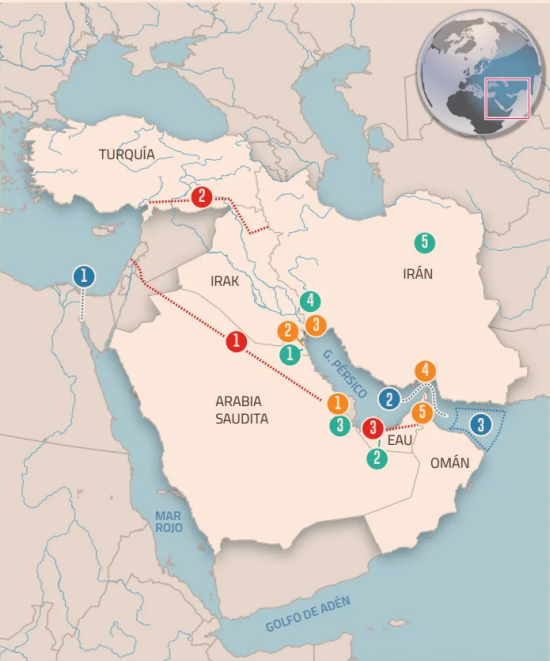 TURQUÍA
2
5
1
IRÁN
IRAK
4
2
3
1
1
G. PÉRSICO
4
2
1
ARABIA
SAUDITA
5
3
3
3
EAU
2
OMÁN
MAR
ROJO
GOLFO DE ADÉN